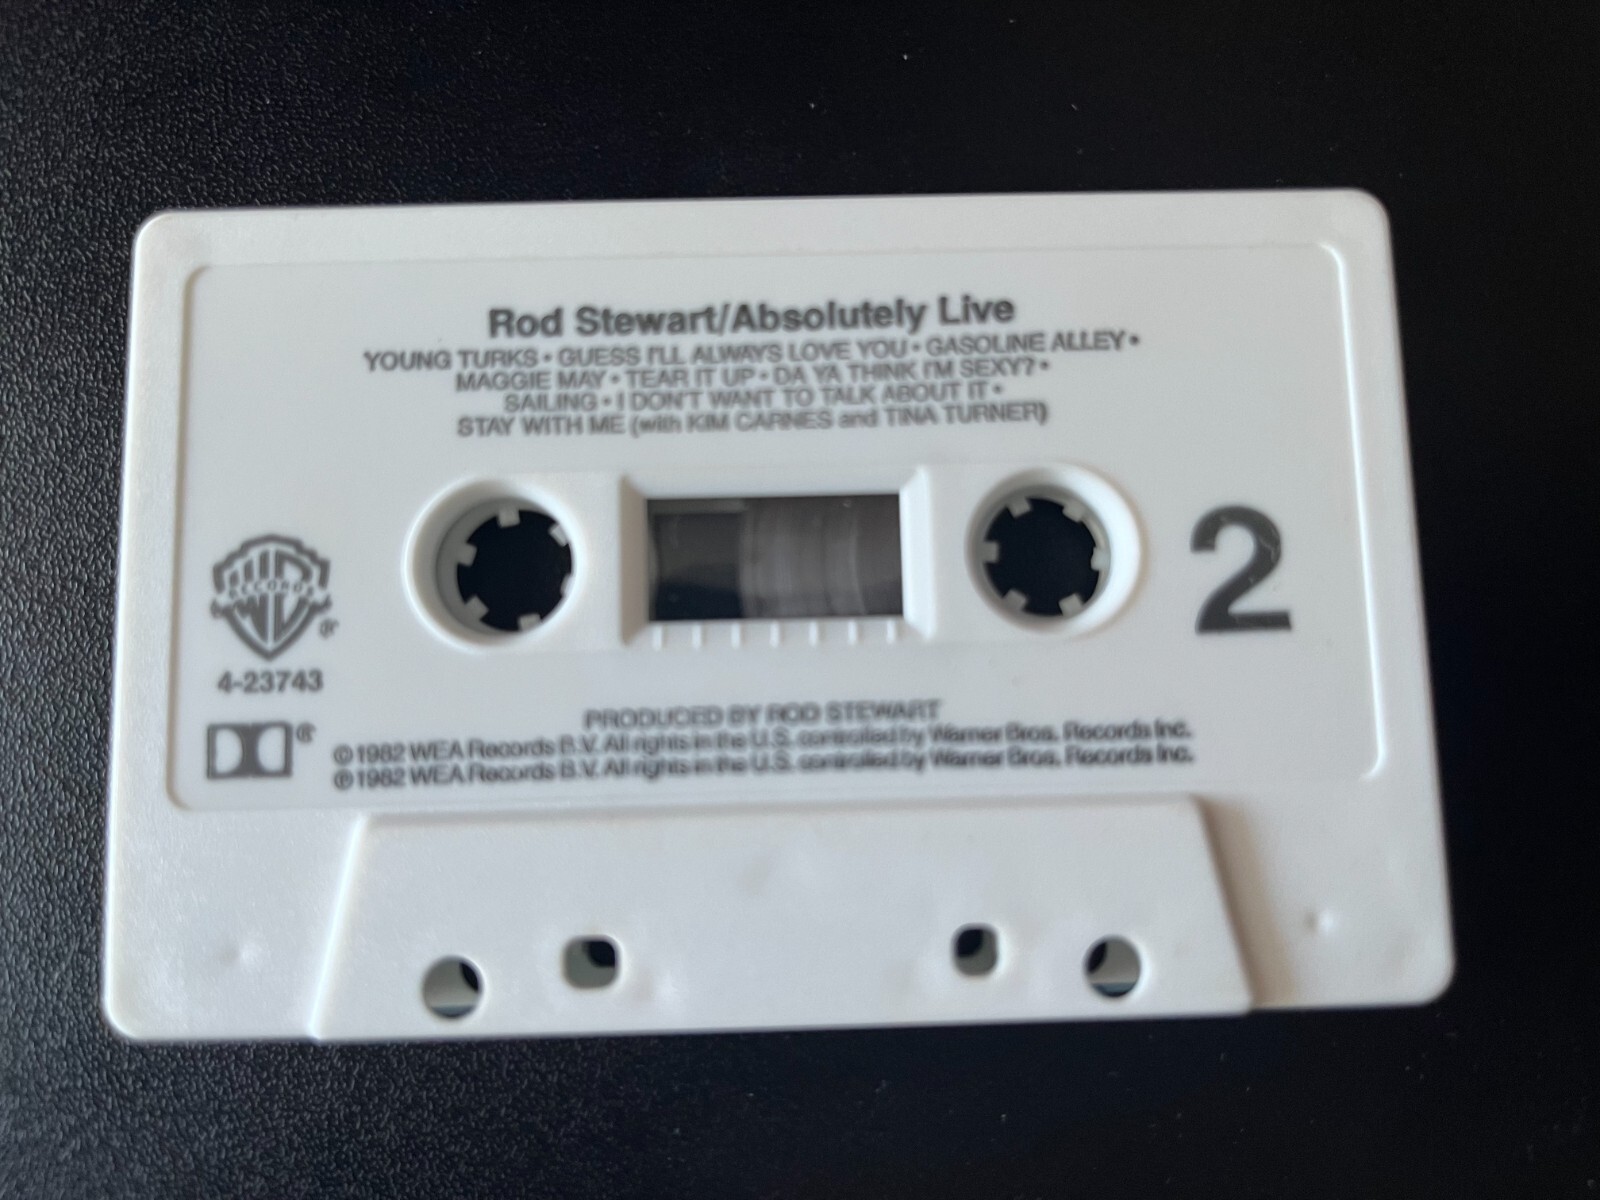 Rod Stewart/Absolutely Live
YOUNG TURKS • GUESS I'LL ALWAYS LOVE YOU • GASOLINE ALLEY •
MAGGIE MAY • TEAR IT UP • DA YA THINK I'M SEXY? •
SAILING • I DON'T WANT TO TALK ABOUT IT •
STAY WITH ME (with KIM CARNES and TINA TURNER)
WB
RECORDS
®
2
4-23743
®
PRODUCED BY ROD STEWART
©1982 WEA Records B.V. All rights in the U.S. controlled by Warner Bros. Records Inc.
℗1982 WEA Records B.V. All rights in the U.S. controlled by Warner Bros. Records Inc.